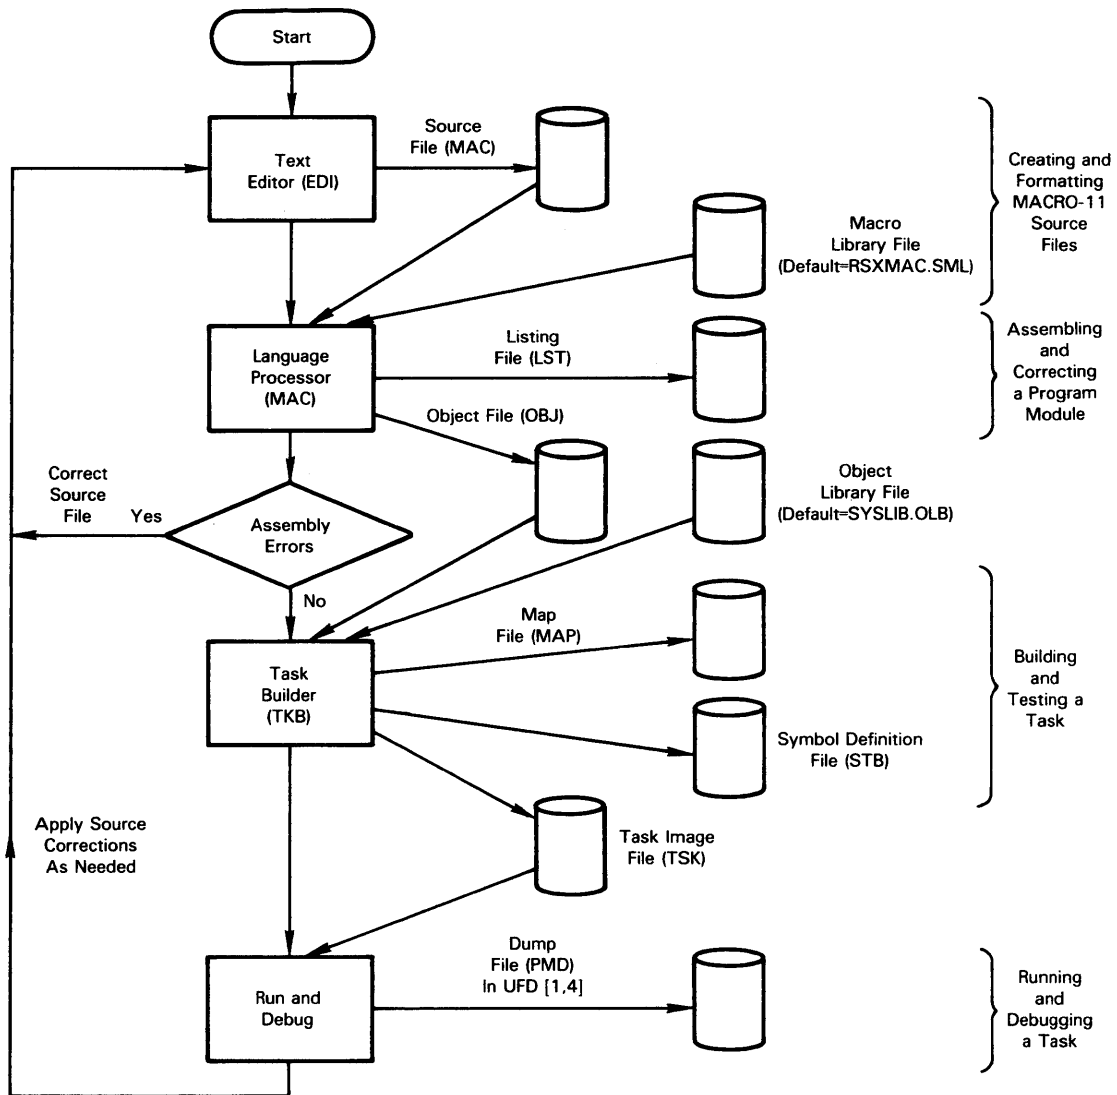 Start
Text
Editor (EDI)
Source
File (MAC)
Creating and
Formatting
MACRO-11
Source
Files
Macro
Library File
(Default=RSXMAC.SML)
Language
Processor
(MAC)
Listing
File (LST)
Assembling
and
Correcting
a Program
Module
Object File (OBJ)
Correct
Source
File
Yes
Assembly
Errors
No
Object
Library File
(Default=SYSLIB.OLB)
Map
File (MAP)
Task
Builder
(TKB)
Building
and
Testing a
Task
Symbol Definition
File (STB)
Apply Source
Corrections
As Needed
Task Image
File (TSK)
Run and
Debug
Dump
File (PMD)
In UFD [1,4]
Running
and
Debugging
a Task